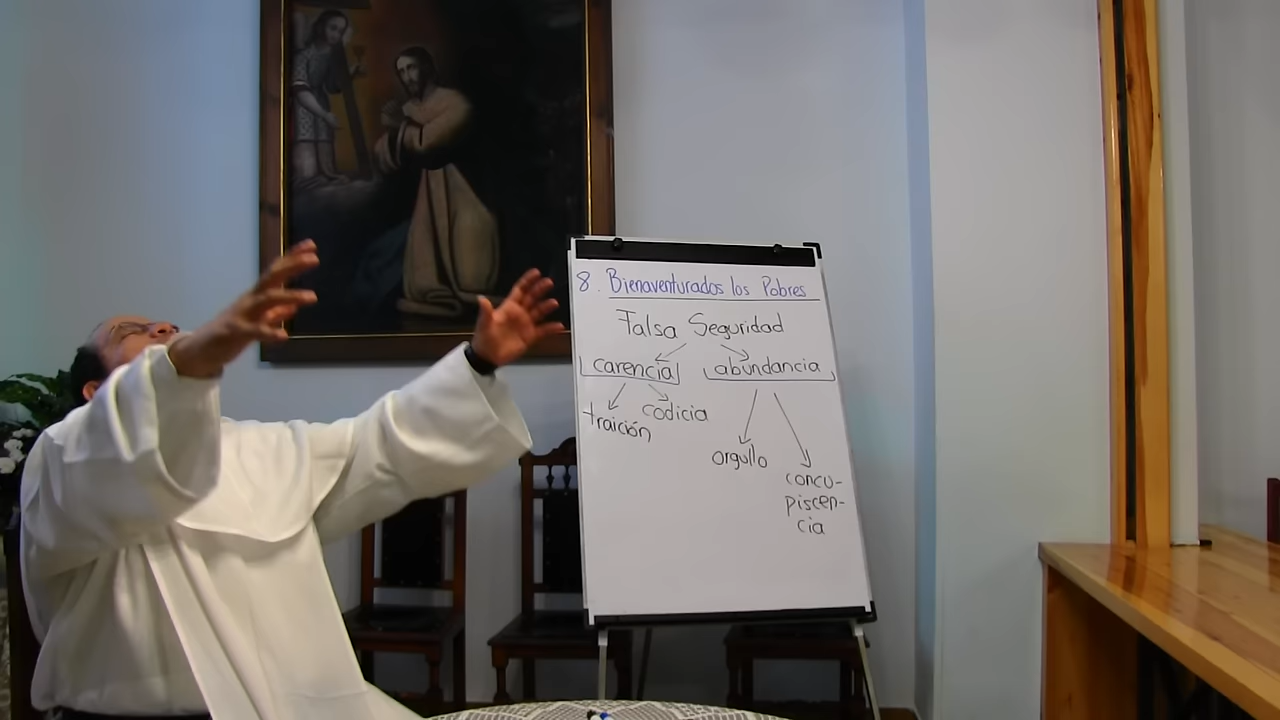 8. Bienaventurados los Pobres
Falsa Seguridad
carencia abundancia
traición codicia
orgullo
concu-
piscen-
cia